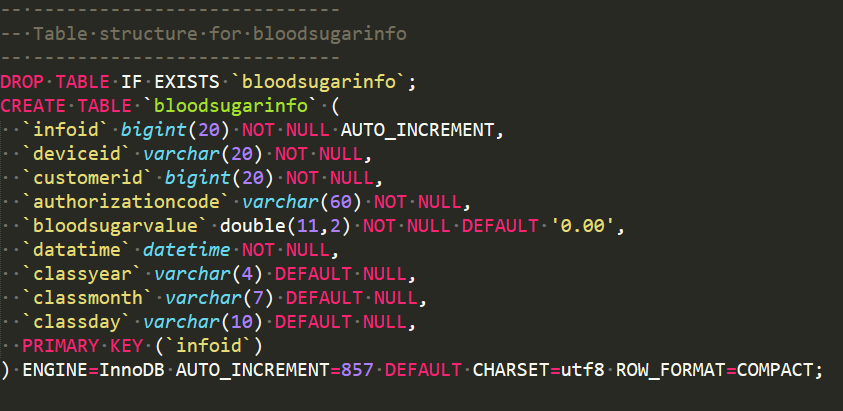 -- ----------------------------
-- Table structure for bloodsugarinfo
-- ----------------------------
DROP TABLE IF EXISTS `bloodsugarinfo`;
CREATE TABLE `bloodsugarinfo` (
  `infoid` bigint(20) NOT NULL AUTO_INCREMENT,
  `deviceid` varchar(20) NOT NULL,
  `customerid` bigint(20) NOT NULL,
  `authorizationcode` varchar(60) NOT NULL,
  `bloodsugarvalue` double(11,2) NOT NULL DEFAULT '0.00',
  `datatime` datetime NOT NULL,
  `classyear` varchar(4) DEFAULT NULL,
  `classmonth` varchar(7) DEFAULT NULL,
  `classday` varchar(10) DEFAULT NULL,
  PRIMARY KEY (`infoid`)
) ENGINE=InnoDB AUTO_INCREMENT=857 DEFAULT CHARSET=utf8 ROW_FORMAT=COMPACT;